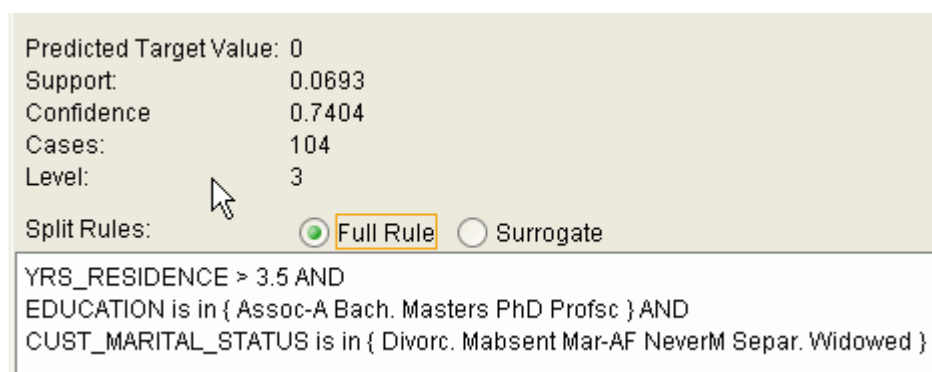 Predicted Target Value: 0
Support: 0.0693
Confidence 0.7404
Cases: 104
Level: 3
Split Rules: Full Rule Surrogate
YRS_RESIDENCE > 3.5 AND
EDUCATION is in { Assoc-A Bach. Masters PhD Profsc } AND
CUST_MARITAL_STATUS is in { Divorc. Mabsent Mar-AF NeverM Separ. Widowed }